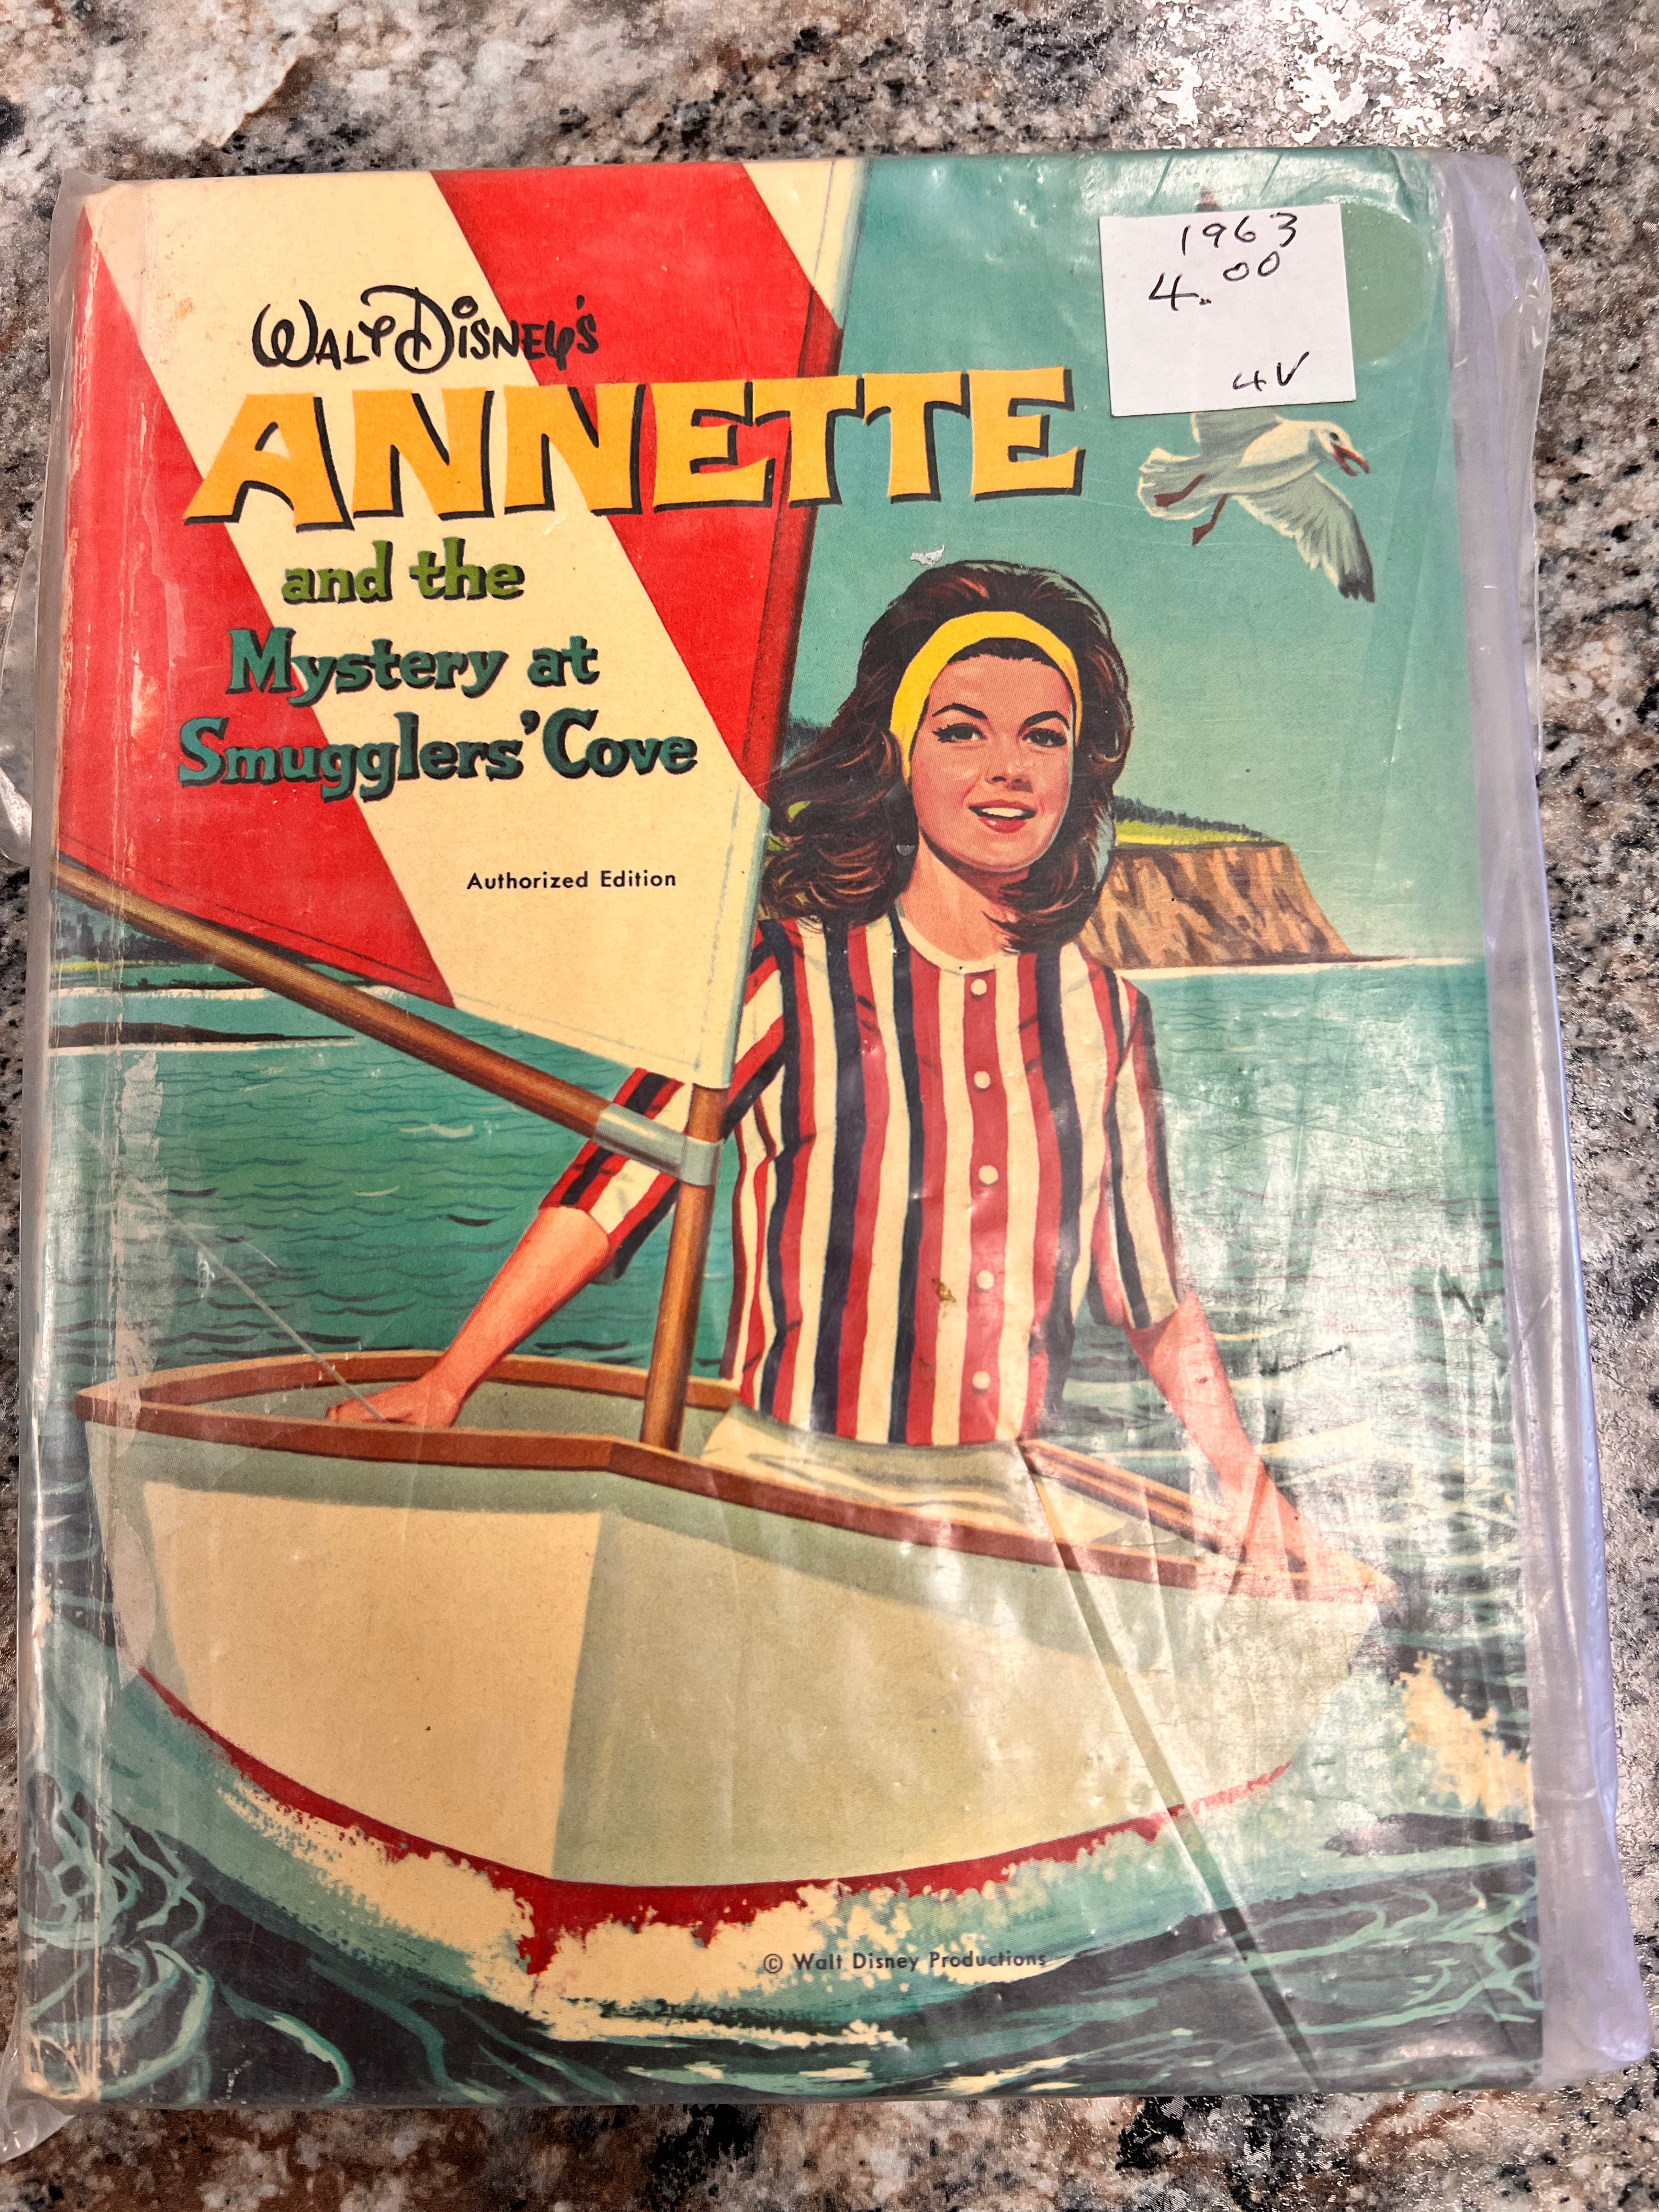 1963
4.00
4V
WALT DISNEY'S
ANNETTE
and the
Mystery at
Smugglers' Cove
Authorized Edition
© Walt Disney Productions